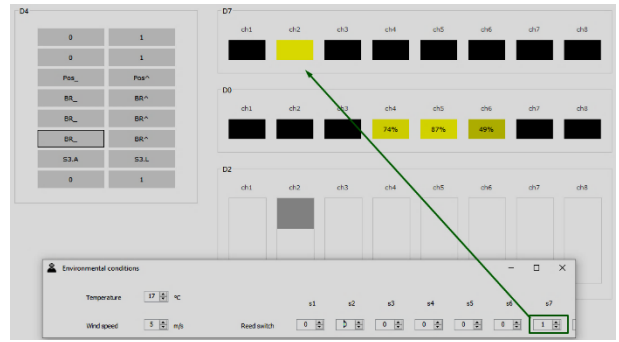 D4
0 1
0 1
Pos_ Pos^
BR_ BR^
BR_ BR^
BR_ BR^
S3.A S3.L
0 1
D7
ch1 ch2 ch3 ch4 ch5 ch6 ch7 ch8
D0
ch1 ch2 ch3 ch4 ch5 ch6 ch7 ch8
74% 87% 49%
D2
ch1 ch2 ch3 ch4 ch5 ch6 ch7 ch8
Environmental conditions
Temperature 17 °C
s1 s2 s3 s4 s5 s6 s7
Wind speed 5 m/s Reed switch 0 0 0 0 0 1